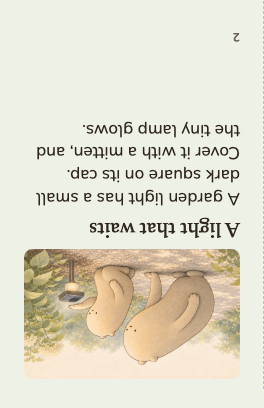 A light that waits
A garden light has a small
dark square on its cap.
Cover it with a mitten, and
the tiny lamp glows.
2